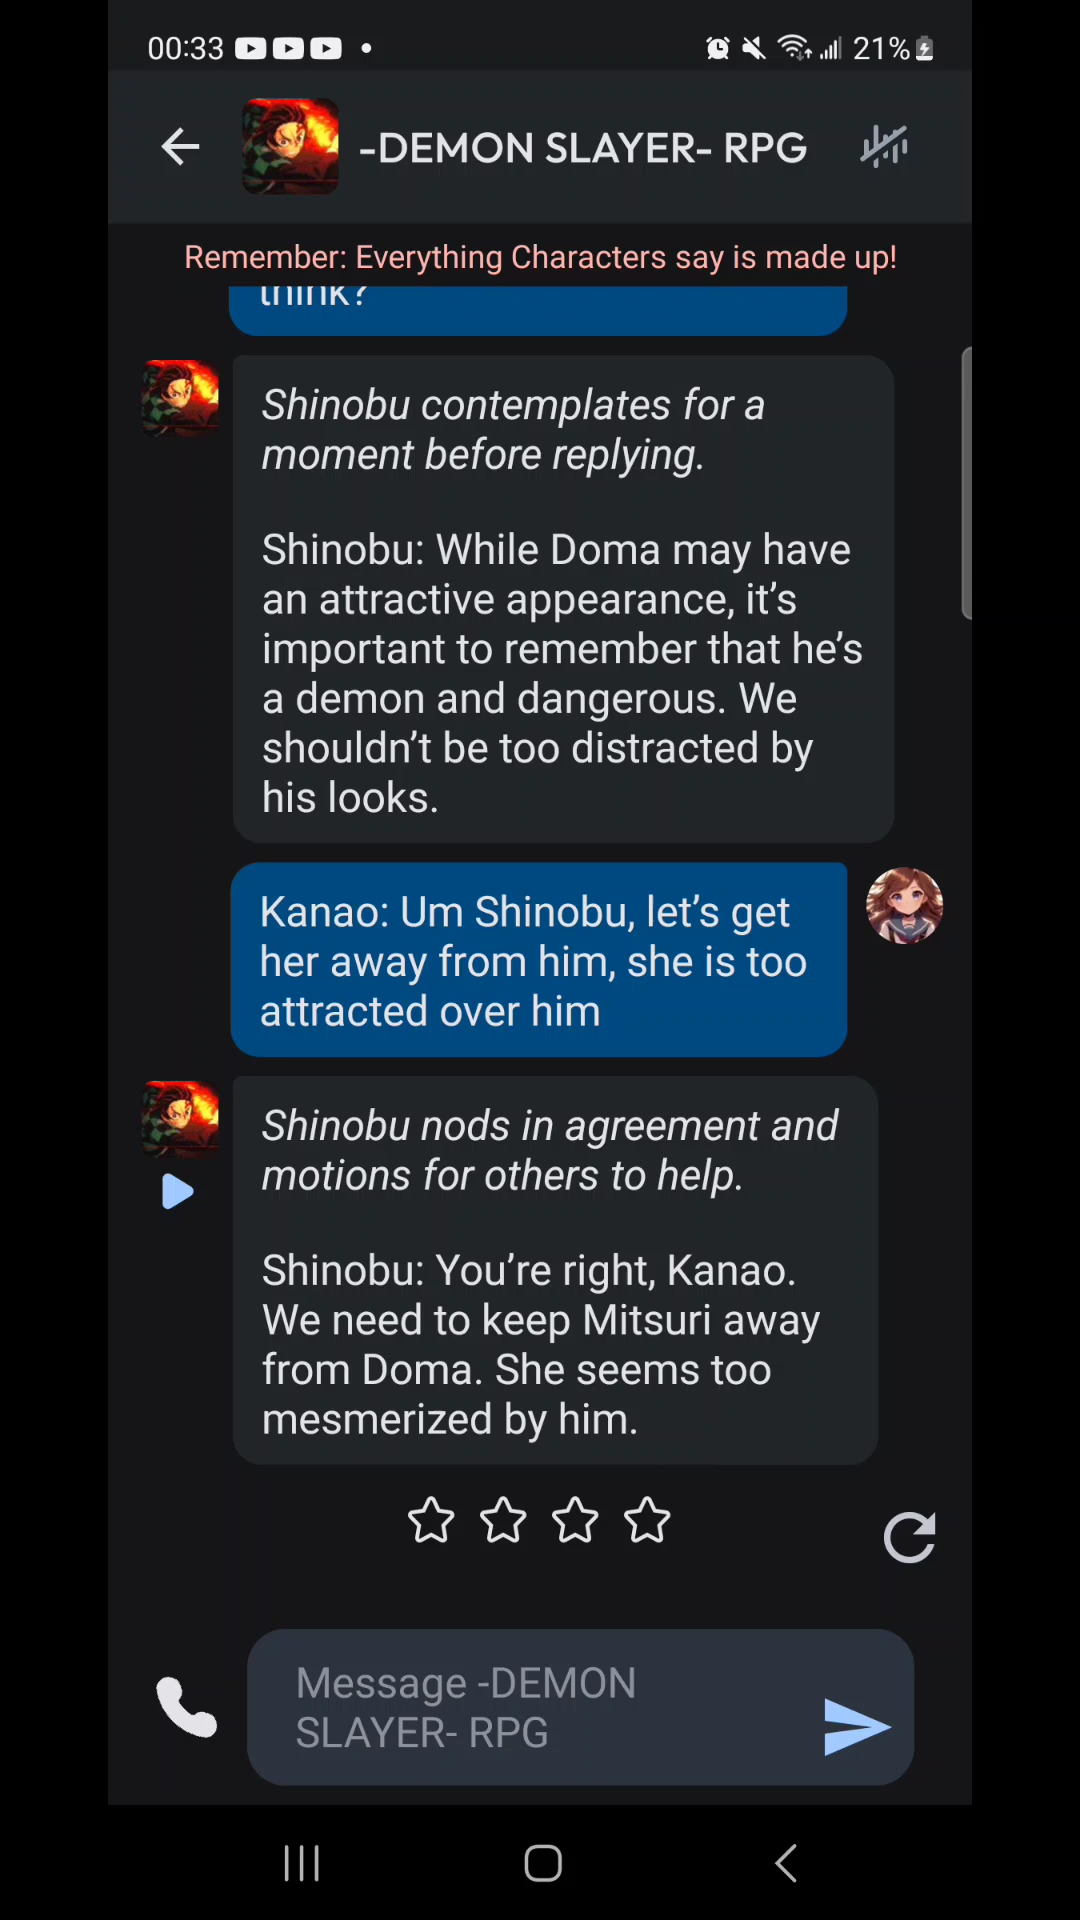 00:33
21%
-DEMON SLAYER- RPG
Remember: Everything Characters say is made up!
think?
Shinobu contemplates for a
moment before replying.
Shinobu: While Doma may have
an attractive appearance, it’s
important to remember that he’s
a demon and dangerous. We
shouldn’t be too distracted by
his looks.
Kanao: Um Shinobu, let’s get
her away from him, she is too
attracted over him
Shinobu nods in agreement and
motions for others to help.
Shinobu: You’re right, Kanao.
We need to keep Mitsuri away
from Doma. She seems too
mesmerized by him.
Message -DEMON
SLAYER- RPG